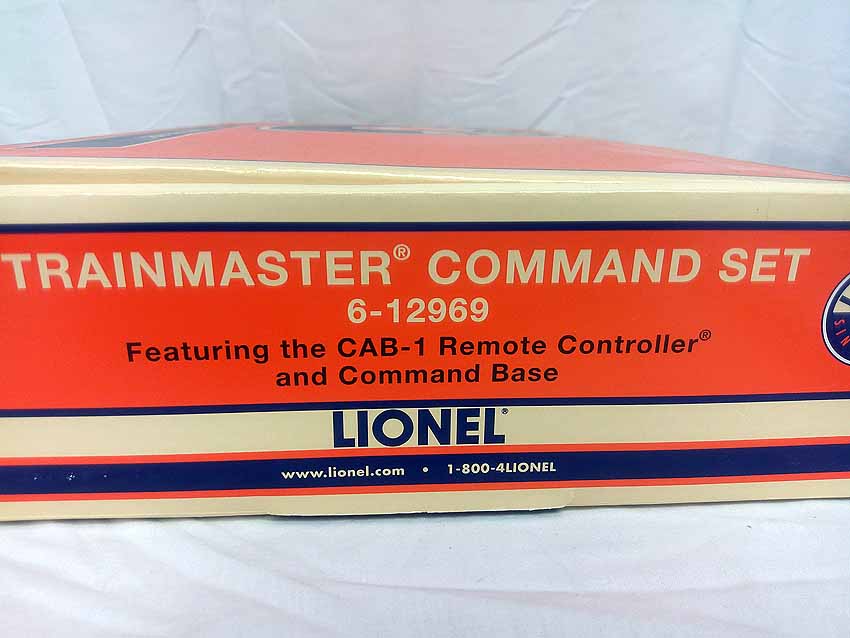 TRAINMASTER® COMMAND SET
6-12969
Featuring the CAB-1 Remote Controller®
and Command Base
LIONEL®
www.lionel.com • 1-800-4LIONEL
SIN